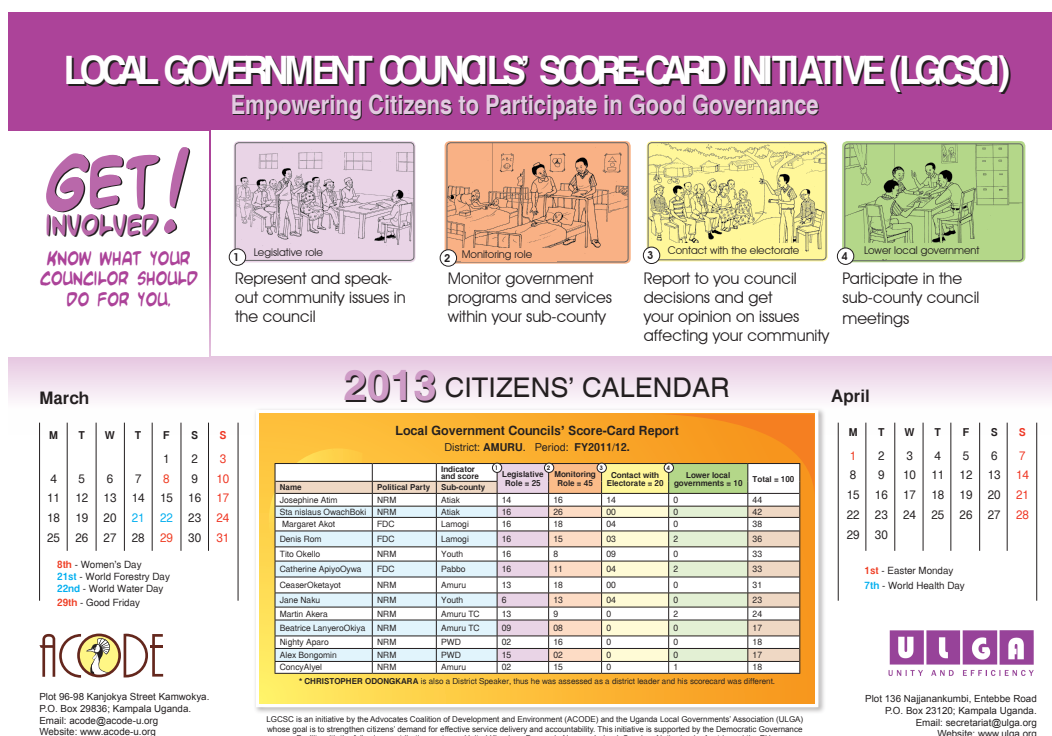 LOCAL GOVERNMENT COUNCILS' SCORE-CARD INITIATIVE (LGCSCI)
Empowering Citizens to Participate in Good Governance
GET!
INVOLVED!
KNOW WHAT YOUR
COUNCILOR SHOULD
DO FOR YOU.
1 Legislative role
Represent and speak-
out community issues in
the council
2 Monitoring role
Monitor government
programs and services
within your sub-county
3 Contact with the electorate
Report to you council
decisions and get
your opinion on issues
affecting your community
4 Lower local government
Participate in the
sub-county council
meetings
2013 CITIZENS' CALENDAR
March
M T W T F S S
1 2 3
4 5 6 7 8 9 10
11 12 13 14 15 16 17
18 19 20 21 22 23 24
25 26 27 28 29 30 31
8th - Women's Day
21st - World Forestry Day
22nd - World Water Day
29th - Good Friday
ACODE
Plot 96-98 Kanjokya Street Kamwokya.
P.O. Box 29836; Kampala Uganda.
Email: acode@acode-u.org
Website: www.acode-u.org
Local Government Councils' Score-Card Report
District: AMURU. Period: FY2011/12.
Indicator and score 1 Legislative Role = 25 2 Monitoring Role = 45 3 Contact with Electorate = 20 4 Lower local governments = 10 Total = 100
Name Political Party Sub-county
Josephine Atim NRM Atiak 14 16 14 0 44
Sta nislaus OwachBoki NRM Atiak 16 26 00 0 42
Margaret Akot FDC Lamogi 16 18 04 0 38
Denis Rom FDC Lamogi 16 15 03 2 36
Tito Okello NRM Youth 16 8 09 0 33
Catherine ApiyoOywa FDC Pabbo 16 11 04 2 33
CeaserOketayot NRM Amuru 13 18 00 0 31
Jane Naku NRM Youth 6 13 04 0 23
Martin Akera NRM Amuru TC 13 9 0 2 24
Beatrice LanyeroOkiya NRM Amuru TC 09 08 0 0 17
Nighty Aparo NRM PWD 02 16 0 0 18
Alex Bongomin NRM PWD 15 02 0 0 17
ConcyAlyel NRM Amuru 02 15 0 1 18
* CHRISTOPHER ODONGKARA is also a District Speaker, thus he was assessed as a district leader and his scorecard was different.
LGCSC is an initiative by the Advocates Coalition of Development and Environment (ACODE) and the Uganda Local Governments' Association (ULGA)
whose goal is to strengthen citizens' demand for effective service delivery and accountability. This initiative is supported by the Democratic Governance
April
M T W T F S S
1 2 3 4 5 6 7
8 9 10 11 12 13 14
15 16 17 18 19 20 21
22 23 24 25 26 27 28
29 30
1st - Easter Monday
7th - World Health Day
ULGA
UNITY AND EFFICIENCY
Plot 136 Najjanankumbi, Entebbe Road
P.O. Box 23120; Kampala Uganda.
Email: secretariat@ulga.org
Website: www.ulga.org